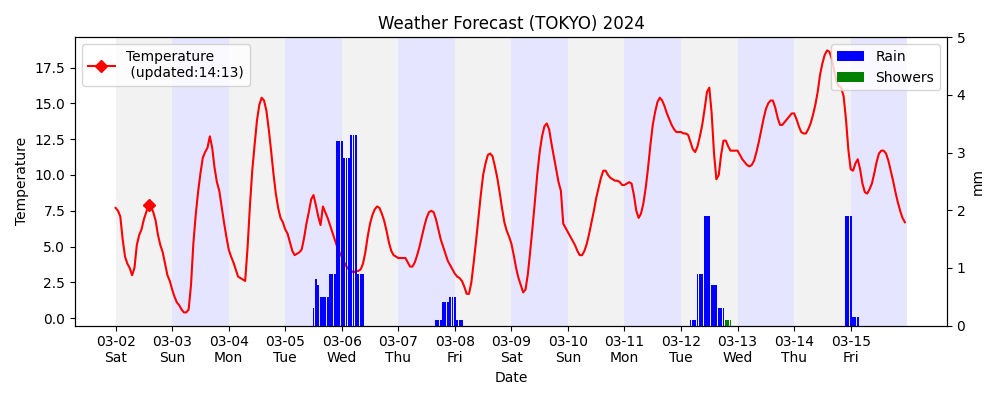 Weather Forecast (TOKYO) 2024
Temperature
(updated:14:13)
Rain
Showers
Temperature
17.5
15.0
12.5
10.0
7.5
5.0
2.5
0.0
5
4
3
2
1
0
mm
03-02 03-03 03-04 03-05 03-06 03-07 03-08 03-09 03-10 03-11 03-12 03-13 03-14 03-15
Sat Sun Mon Tue Wed Thu Fri Sat Sun Mon Tue Wed Thu Fri
Date